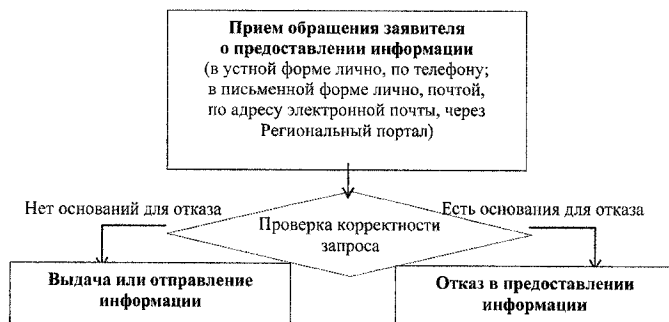 Прием обращения заявителя
о предоставлении информации
(в устной форме лично, по телефону;
в письменной форме лично, почтой,
по адресу электронной почты, через
Региональный портал)
Нет оснований для отказа
Есть основания для отказа
Проверка корректности
запроса
Выдача или отправление
информации
Отказ в предоставлении
информации